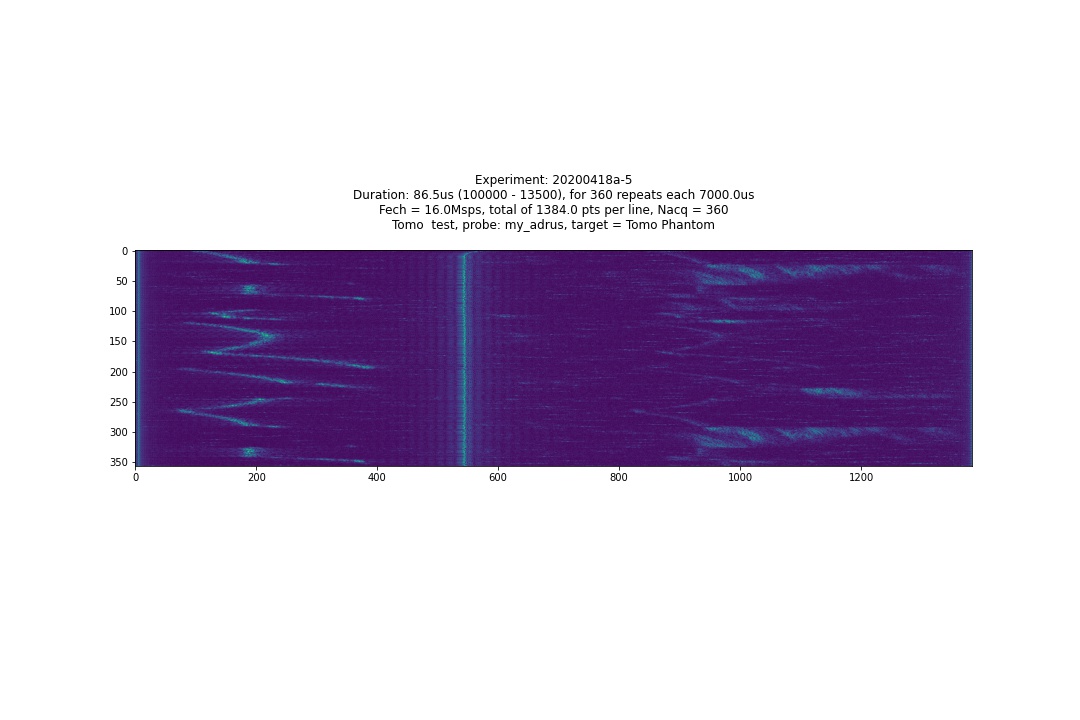 Experiment: 20200418a-5
Duration: 86.5us (100000 - 13500), for 360 repeats each 7000.0us
Fech = 16.0Msps, total of 1384.0 pts per line, Nacq = 360
Tomo  test, probe: my_adrus, target = Tomo Phantom
0
50
100
150
200
250
300
350
0 200 400 600 800 1000 1200